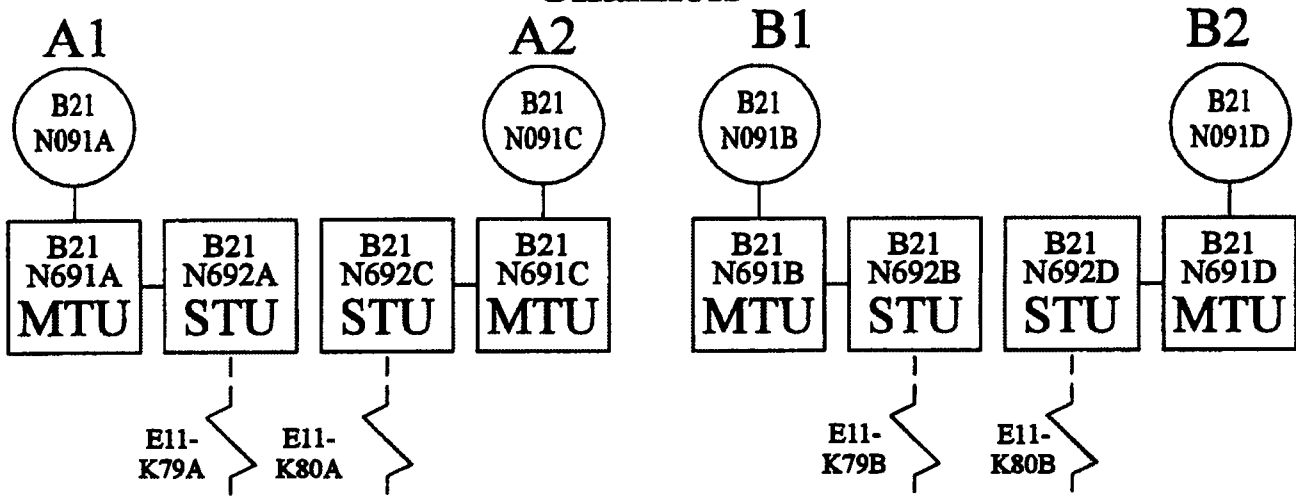 A1
A2
B1
B2
B21
N091A
B21
N091C
B21
N091B
B21
N091D
B21
N691A
MTU
B21
N692A
STU
B21
N692C
STU
B21
N691C
MTU
B21
N691B
MTU
B21
N692B
STU
B21
N692D
STU
B21
N691D
MTU
E11-
K79A
E11-
K80A
E11-
K79B
E11-
K80B